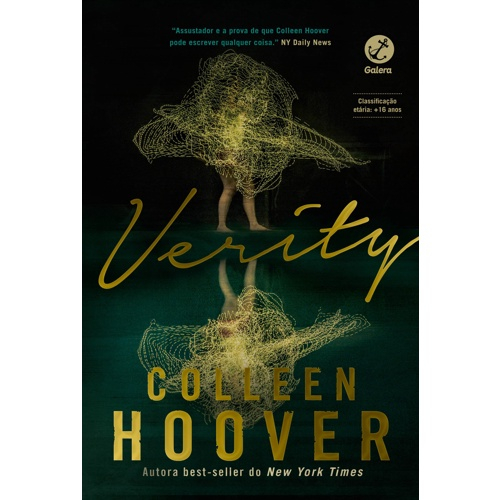 “Assustador e a prova de que Colleen Hoover
pode escrever qualquer coisa.” NY Daily News
Galera
Classificação
etária: +16 anos
Verity
COLLEEN
HOOVER
Autora best-seller do New York Times